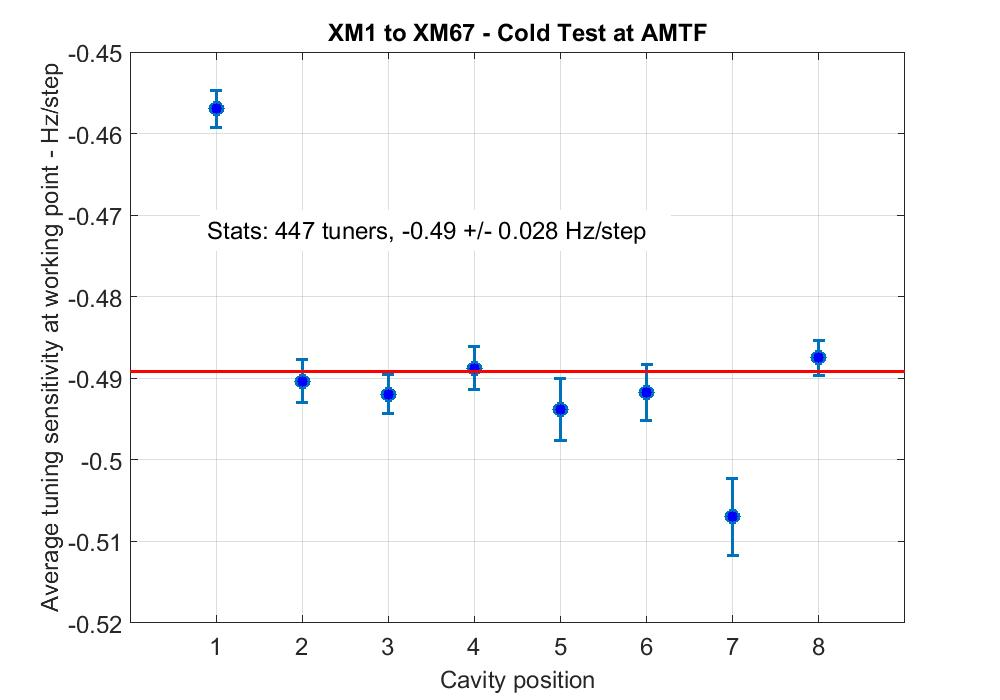 XM1 to XM67 - Cold Test at AMTF
Average tuning sensitivity at working point - Hz/step
-0.45
-0.46
-0.47
-0.48
-0.49
-0.5
-0.51
-0.52
Stats: 447 tuners, -0.49 +/- 0.028 Hz/step
1 2 3 4 5 6 7 8
Cavity position